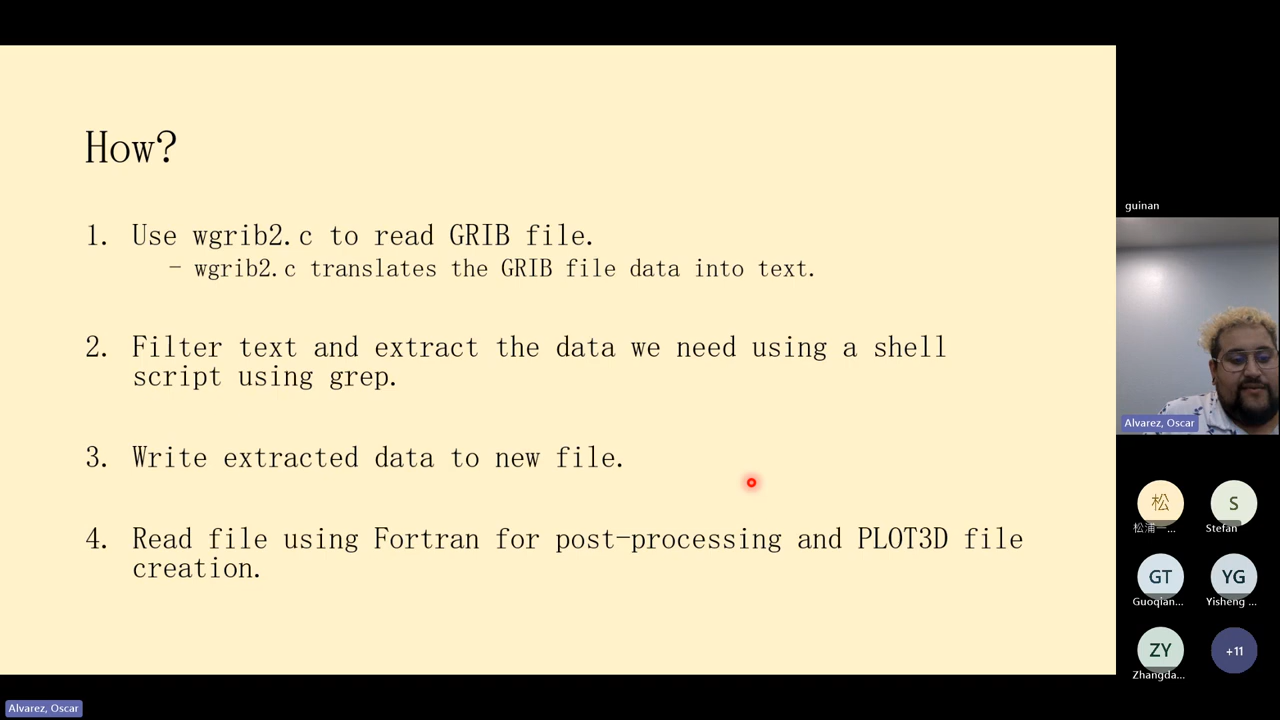 How?
1. Use wgrib2.c to read GRIB file.
- wgrib2.c translates the GRIB file data into text.
2. Filter text and extract the data we need using a shell
script using grep.
3. Write extracted data to new file.
4. Read file using Fortran for post-processing and PLOT3D file
creation.
guinan
Alvarez, Oscar
松
松浦一...
S
Stefan
GT
Guoqian...
YG
Yisheng ...
ZY
Zhangda...
+11
Alvarez, Oscar